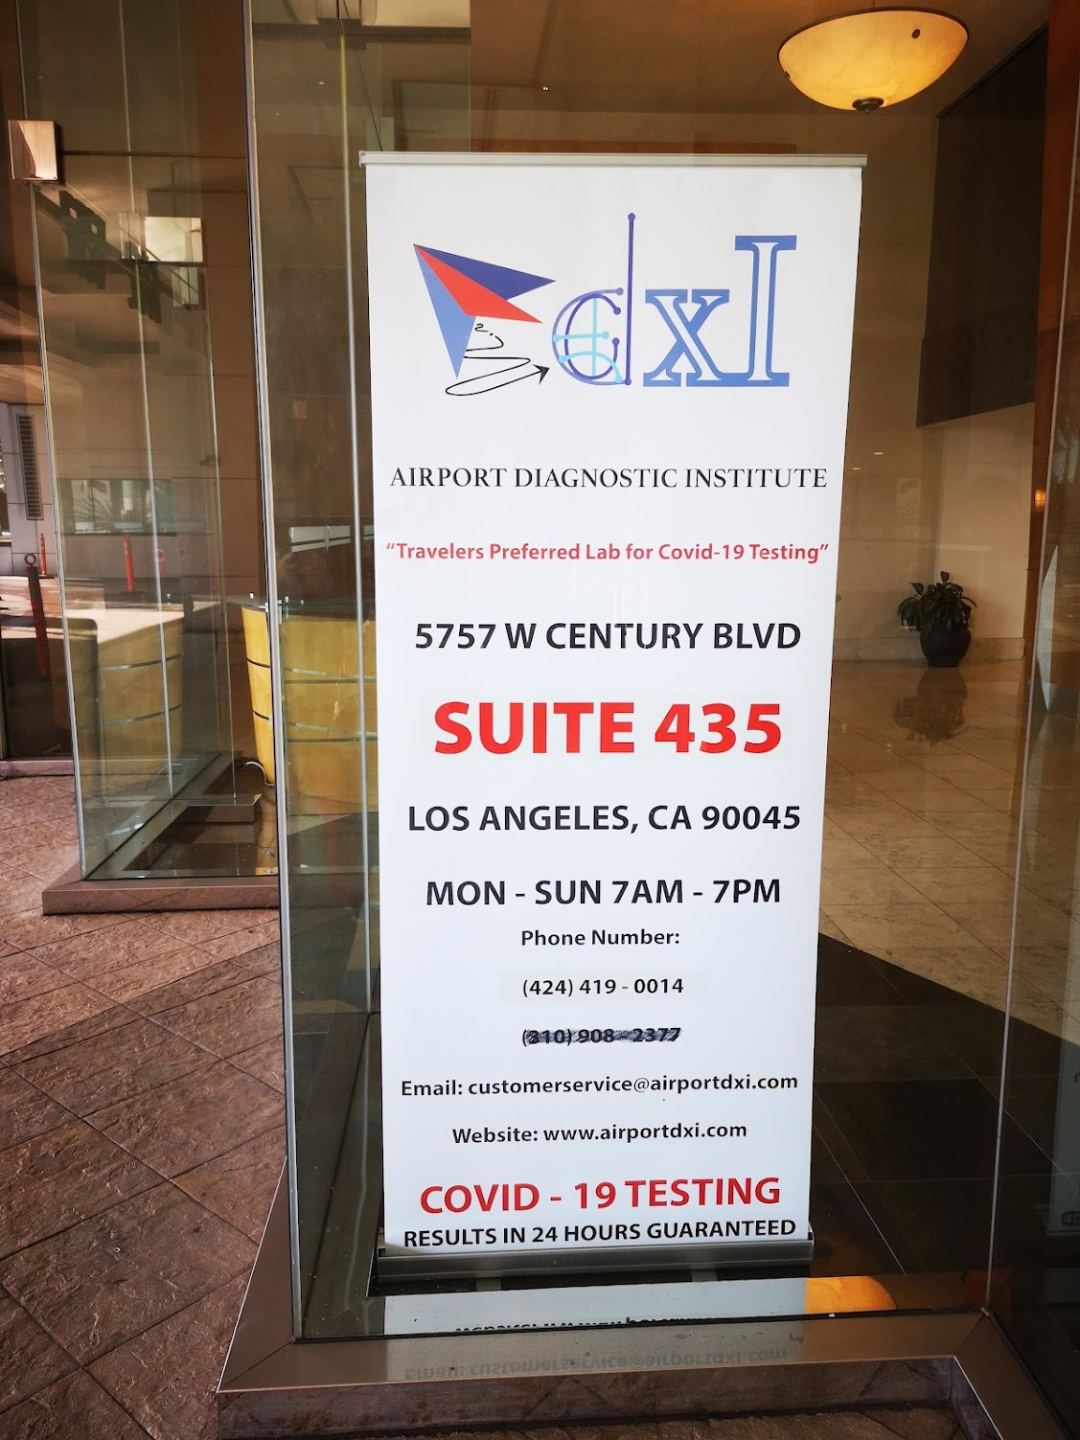 dxI
AIRPORT DIAGNOSTIC INSTITUTE
“Travelers Preferred Lab for Covid-19 Testing”
5757 W CENTURY BLVD
SUITE 435
LOS ANGELES, CA 90045
MON - SUN 7AM - 7PM
Phone Number:
(424) 419 - 0014
(310) 908 - 2377
Email: customerservice@airportdxi.com
Website: www.airportdxi.com
COVID - 19 TESTING
RESULTS IN 24 HOURS GUARANTEED